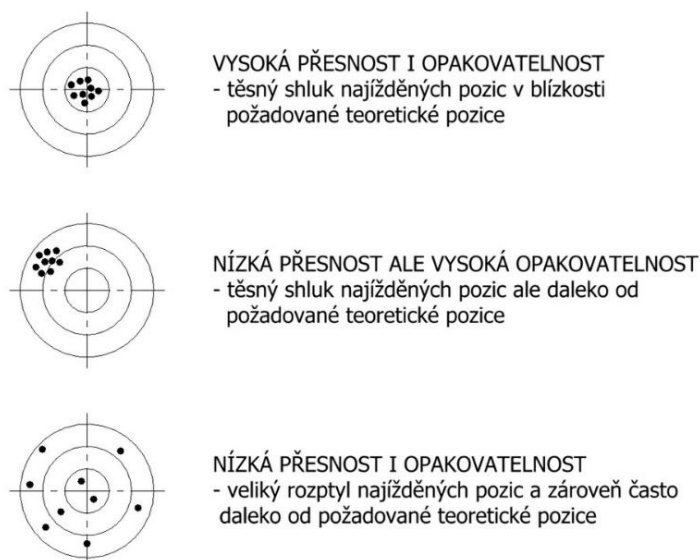 VYSOKÁ PŘESNOST I OPAKOVATELNOST
- těsný shluk najížděných pozic v blízkosti
požadované teoretické pozice
NÍZKÁ PŘESNOST ALE VYSOKÁ OPAKOVATELNOST
- těsný shluk najížděných pozic ale daleko od
požadované teoretické pozice
NÍZKÁ PŘESNOST I OPAKOVATELNOST
- veliký rozptyl najížděných pozic a zároveň často
daleko od požadované teoretické pozice